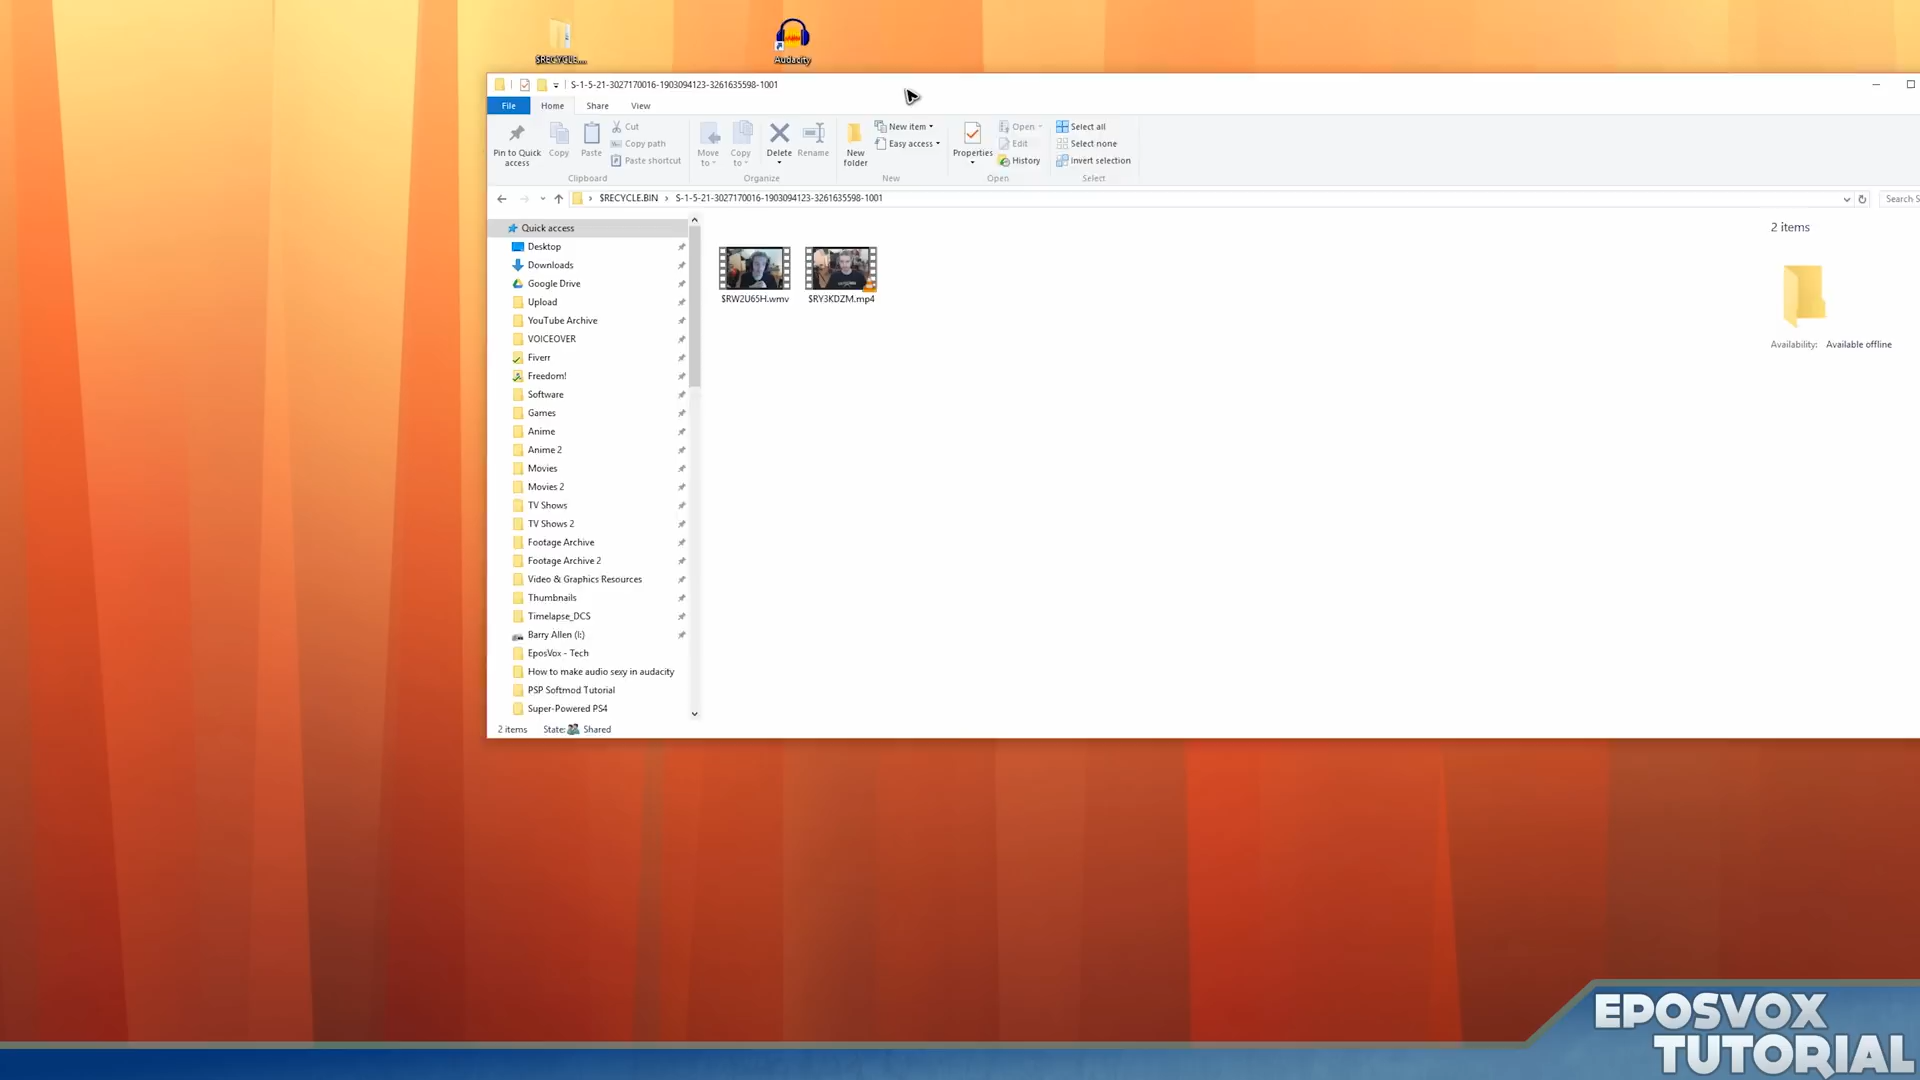 $RECYCLE....
Audacity
S-1-5-21-3027170016-1903094123-3261635598-1001
File Home Share View
Pin to Quick access
Copy
Paste
Cut
Copy path
Paste shortcut
Clipboard
Move to
Copy to
Delete
Rename
Organize
New folder
New item
Easy access
New
Properties
Open
Edit
History
Open
Select all
Select none
Invert selection
Select
$RECYCLE.BIN › S-1-5-21-3027170016-1903094123-3261635598-1001
Search S
Quick access
Desktop
Downloads
Google Drive
Upload
YouTube Archive
VOICEOVER
Fiverr
Freedom!
Software
Games
Anime
Anime 2
Movies
Movies 2
TV Shows
TV Shows 2
Footage Archive
Footage Archive 2
Video & Graphics Resources
Thumbnails
Timelapse_DCS
Barry Allen (I:)
EposVox - Tech
How to make audio sexy in audacity
PSP Softmod Tutorial
Super-Powered PS4
$RW2U65H.wmv
$RY3KDZM.mp4
2 items
Availability: Available offline
2 items State: Shared
EPOSVOX
TUTORIAL